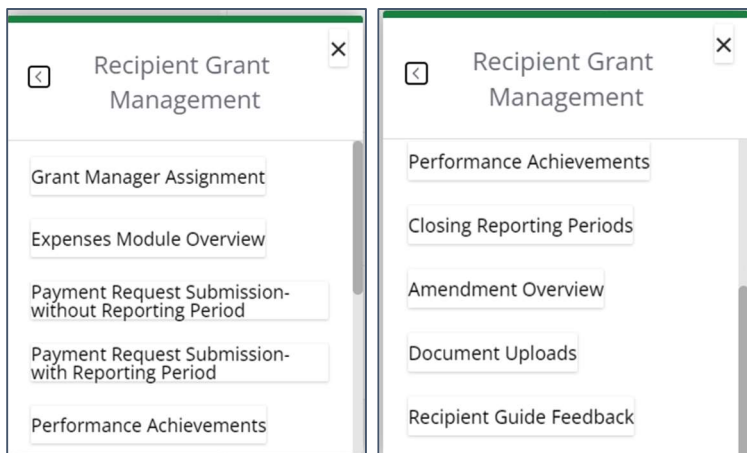 Recipient Grant
Management
Grant Manager Assignment
Expenses Module Overview
Payment Request Submission-
without Reporting Period
Payment Request Submission-
with Reporting Period
Performance Achievements
Recipient Grant
Management
Performance Achievements
Closing Reporting Periods
Amendment Overview
Document Uploads
Recipient Guide Feedback